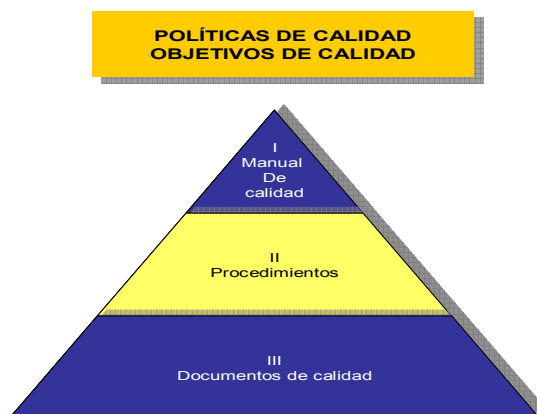 POLÍTICAS DE CALIDAD
OBJETIVOS DE CALIDAD
I
Manual
De
calidad
II
Procedimientos
III
Documentos de calidad